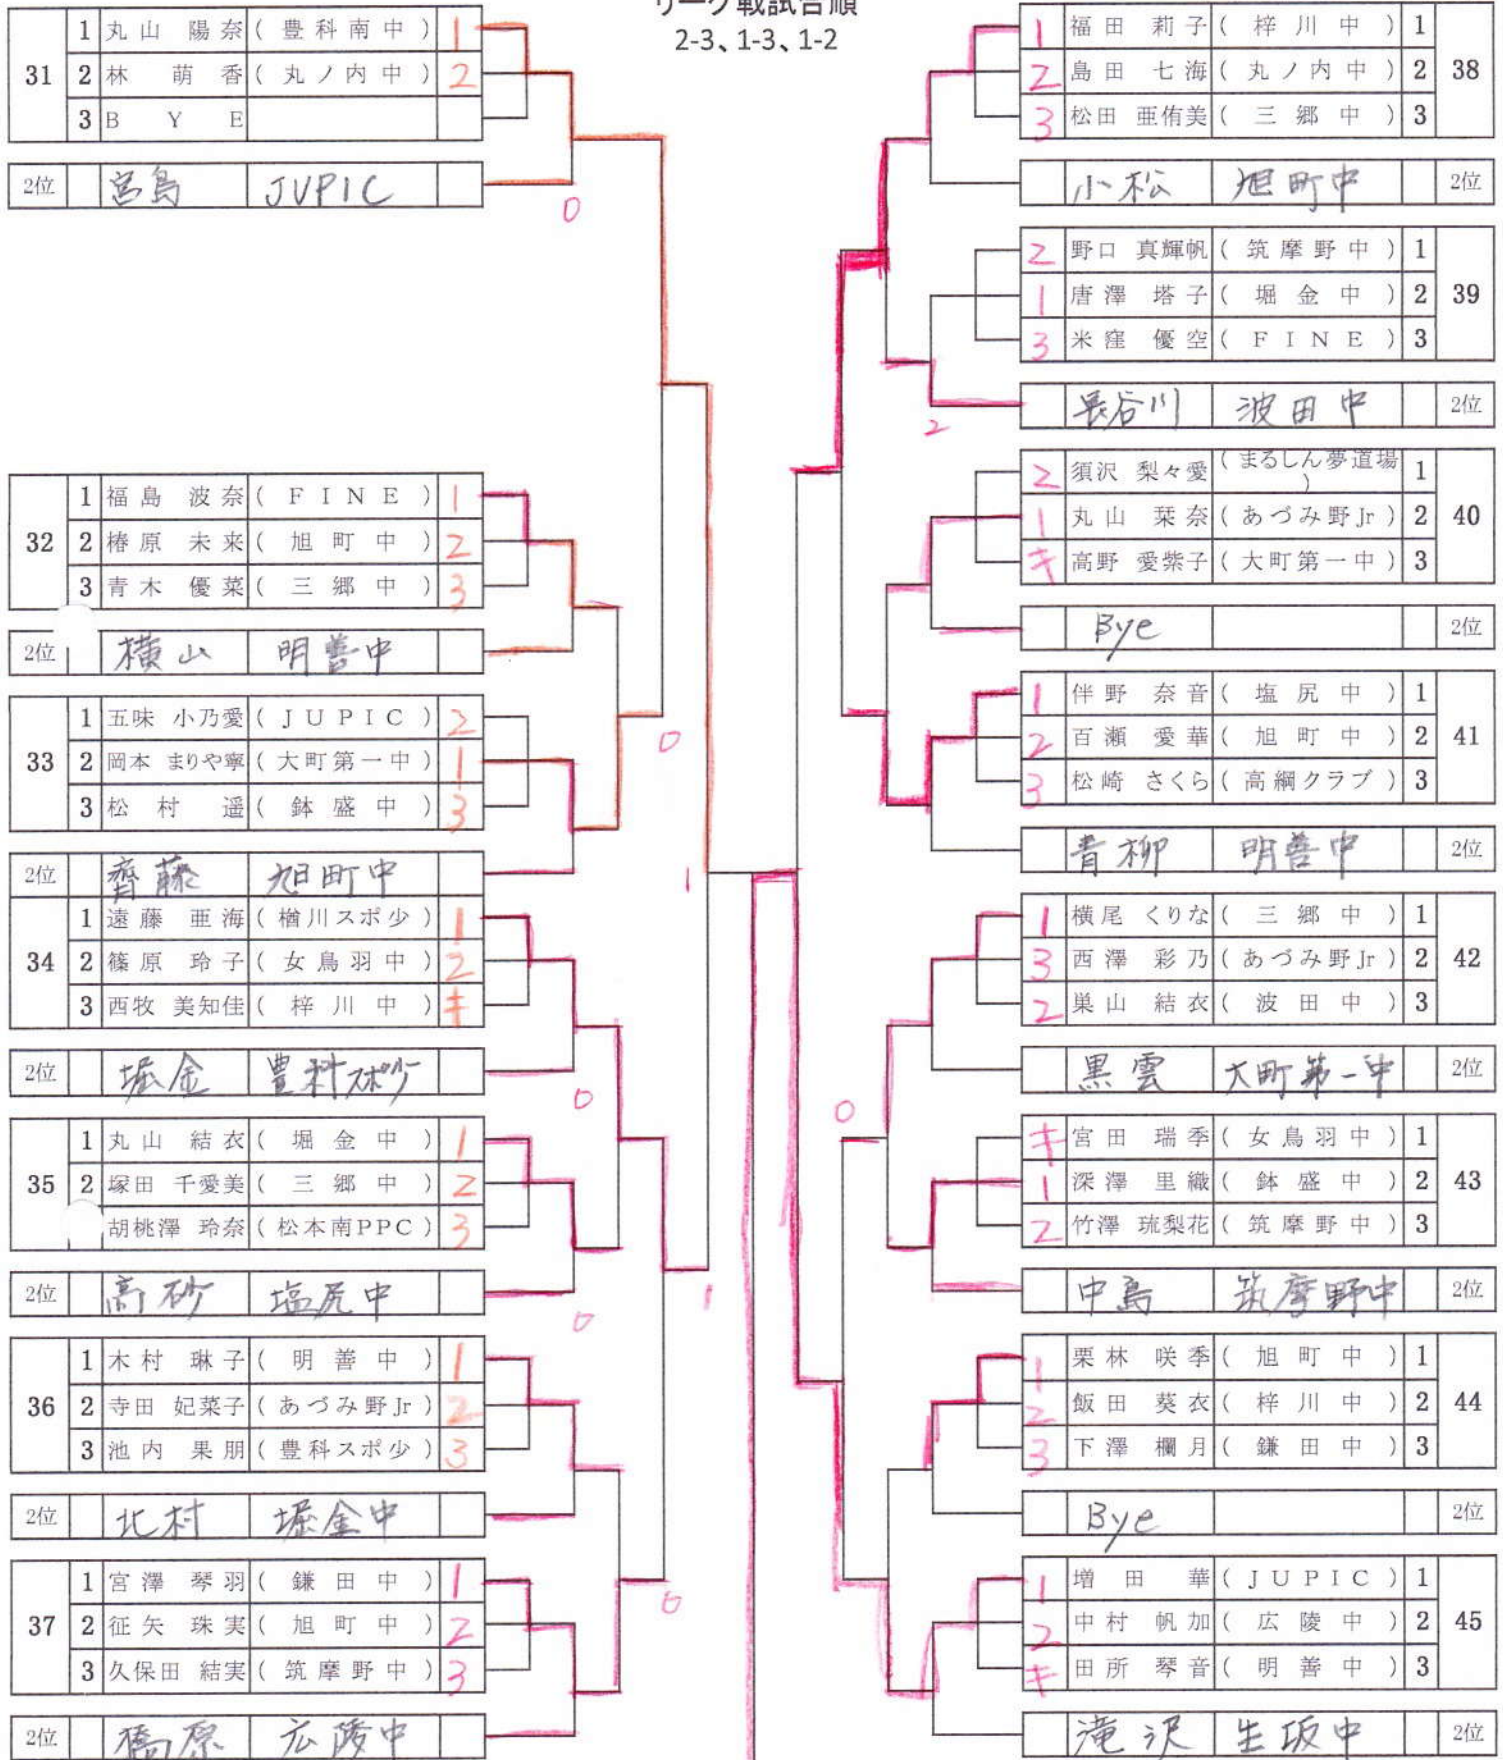 リーグ戦試合順
2-3、1-3、1-2
31
1 丸山 陽奈 ( 豊科南中 ) 1
2 林 萌香 ( 丸ノ内中 ) 2
3 BYE
2位 宮島 JUPIC
0
32
1 福島 波奈 ( FINE ) 1
2 椿原 未来 ( 旭町中 ) 2
3 青木 優菜 ( 三郷中 ) 3
2位 横山 明善中
33
1 五味 小乃愛 ( JUPIC ) 2
2 岡本 まりや寧 ( 大町第一中 ) 1
3 松村 遥 ( 鉢盛中 ) 3
0
2位 齊藤 旭町中
1
34
1 遠藤 亜海 ( 楢川スポ少 ) 1
2 篠原 玲子 ( 女鳥羽中 ) 2
3 西牧 美知佳 ( 梓川中 ) キ
2位 堀金 豊科スポ少
0
35
1 丸山 結衣 ( 堀金中 ) 1
2 塚田 千愛美 ( 三郷中 ) 2
胡桃澤 玲奈 ( 松本南PPC ) 3
2位 高砂 塩尻中
0
1
36
1 木村 琳子 ( 明善中 ) 1
2 寺田 妃菜子 ( あづみ野Jr ) 2
3 池内 果朋 ( 豊科スポ少 ) 3
2位 北村 堀金中
37
1 宮澤 琴羽 ( 鎌田中 ) 1
2 征矢 珠実 ( 旭町中 ) 2
3 久保田 結実 ( 筑摩野中 ) 3
0
2位 橋原 広陵中
1 福田 莉子 ( 梓川中 ) 1
2 島田 七海 ( 丸ノ内中 ) 2
3 松田 亜侑美 ( 三郷中 ) 3
38
小松 旭町中 2位
2 野口 真輝帆 ( 筑摩野中 ) 1
1 唐澤 塔子 ( 堀金中 ) 2
3 米窪 優空 ( FINE ) 3
39
長谷川 波田中 2位
2
2 須沢 梨々愛 ( まるしん夢道場 ) 1
1 丸山 栞奈 ( あづみ野Jr ) 2
キ 高野 愛紫子 ( 大町第一中 ) 3
40
Bye 2位
1 伴野 奈音 ( 塩尻中 ) 1
2 百瀬 愛華 ( 旭町中 ) 2
3 松崎 さくら ( 高綱クラブ ) 3
41
青柳 明善中 2位
1 横尾 くりな ( 三郷中 ) 1
3 西澤 彩乃 ( あづみ野Jr ) 2
2 巣山 結衣 ( 波田中 ) 3
42
黒雲 大町第一中 2位
0
キ 宮田 瑞季 ( 女鳥羽中 ) 1
1 深澤 里織 ( 鉢盛中 ) 2
2 竹澤 琉梨花 ( 筑摩野中 ) 3
43
中島 筑摩野中 2位
1 栗林 咲季 ( 旭町中 ) 1
2 飯田 葵衣 ( 梓川中 ) 2
3 下澤 欄月 ( 鎌田中 ) 3
44
Bye 2位
1 増田 華 ( JUPIC ) 1
2 中村 帆加 ( 広陵中 ) 2
キ 田所 琴音 ( 明善中 ) 3
45
滝沢 生坂中 2位